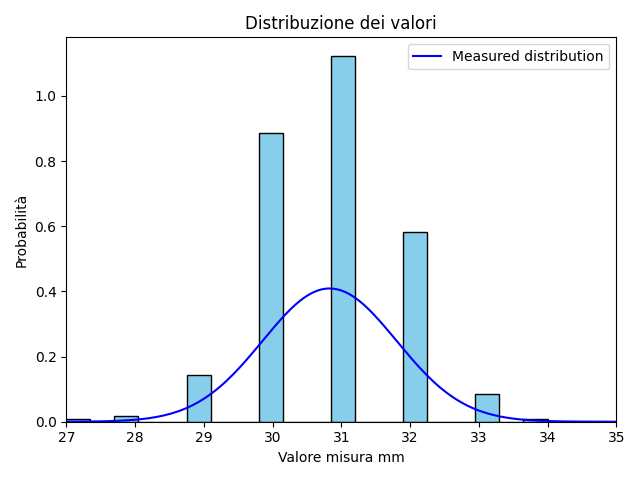 Distribuzione dei valori
Measured distribution
Probabilità
1.0
0.8
0.6
0.4
0.2
0.0
27 28 29 30 31 32 33 34 35
Valore misura mm